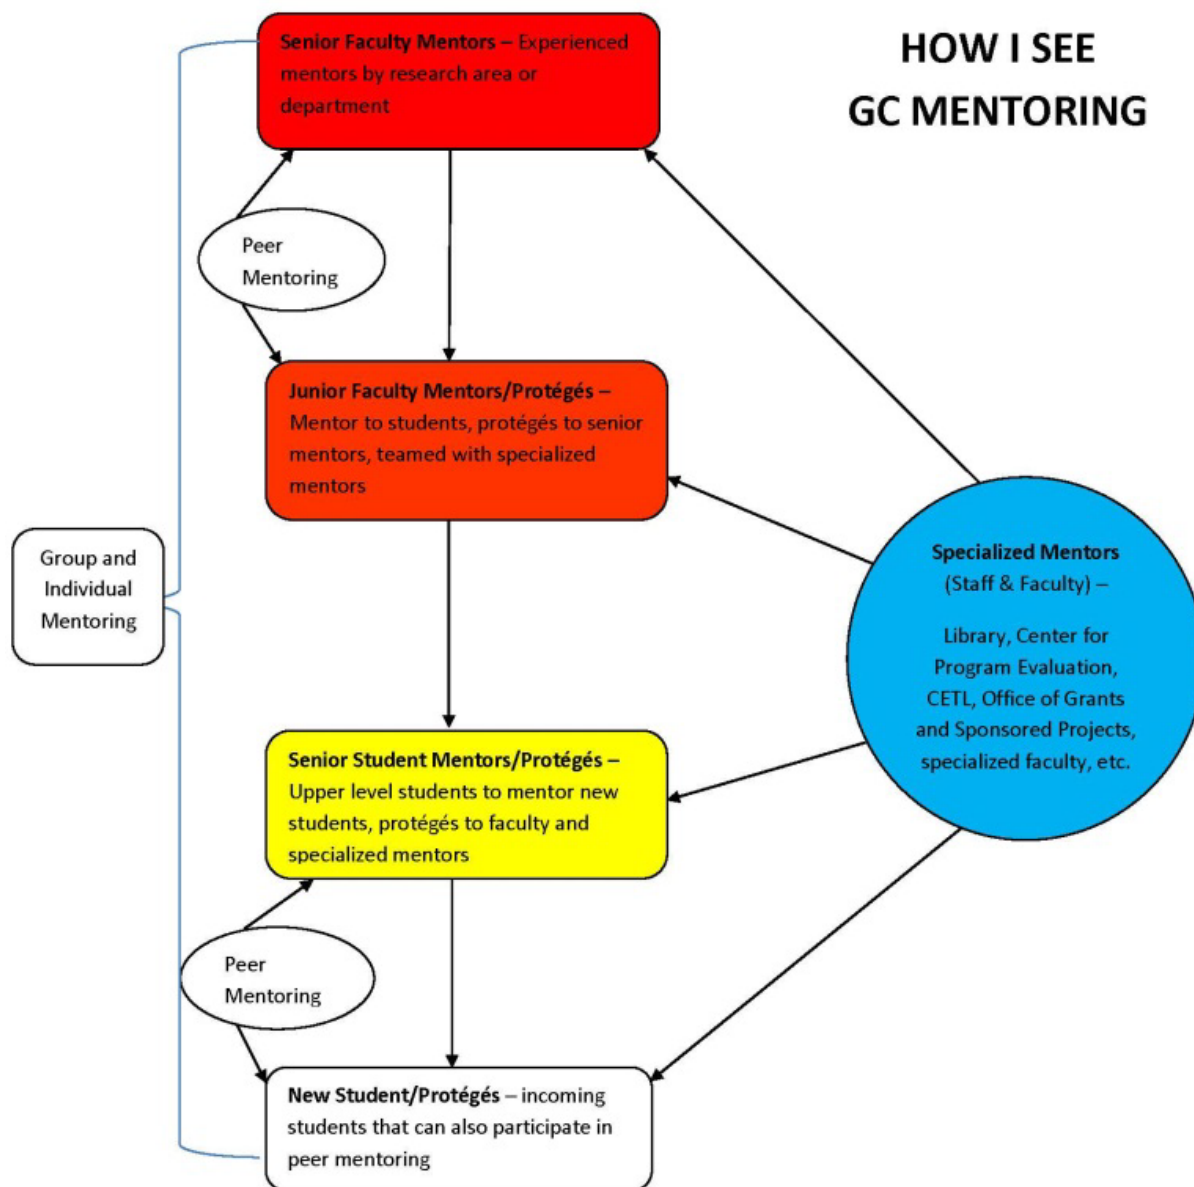 HOW I SEE
GC MENTORING
Senior Faculty Mentors – Experienced
mentors by research area or
department
Peer
Mentoring
Junior Faculty Mentors/Protégés –
Mentor to students, protégés to senior
mentors, teamed with specialized
mentors
Group and
Individual
Mentoring
Specialized Mentors
(Staff & Faculty) –
Library, Center for
Program Evaluation,
CETL, Office of Grants
and Sponsored Projects,
specialized faculty, etc.
Senior Student Mentors/Protégés –
Upper level students to mentor new
students, protégés to faculty and
specialized mentors
Peer
Mentoring
New Student/Protégés – incoming
students that can also participate in
peer mentoring